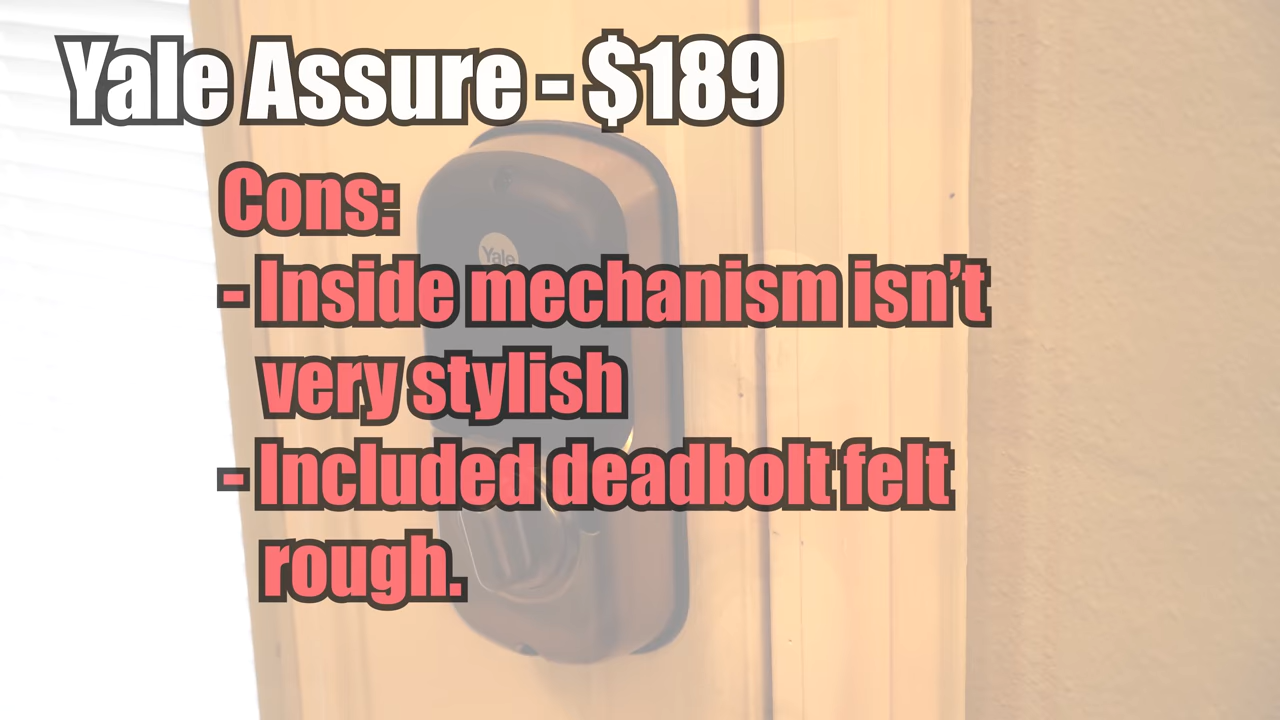 Yale Assure - $189
Cons:
- Inside mechanism isn't
very stylish
Yale
- Included deadbolt felt
rough.